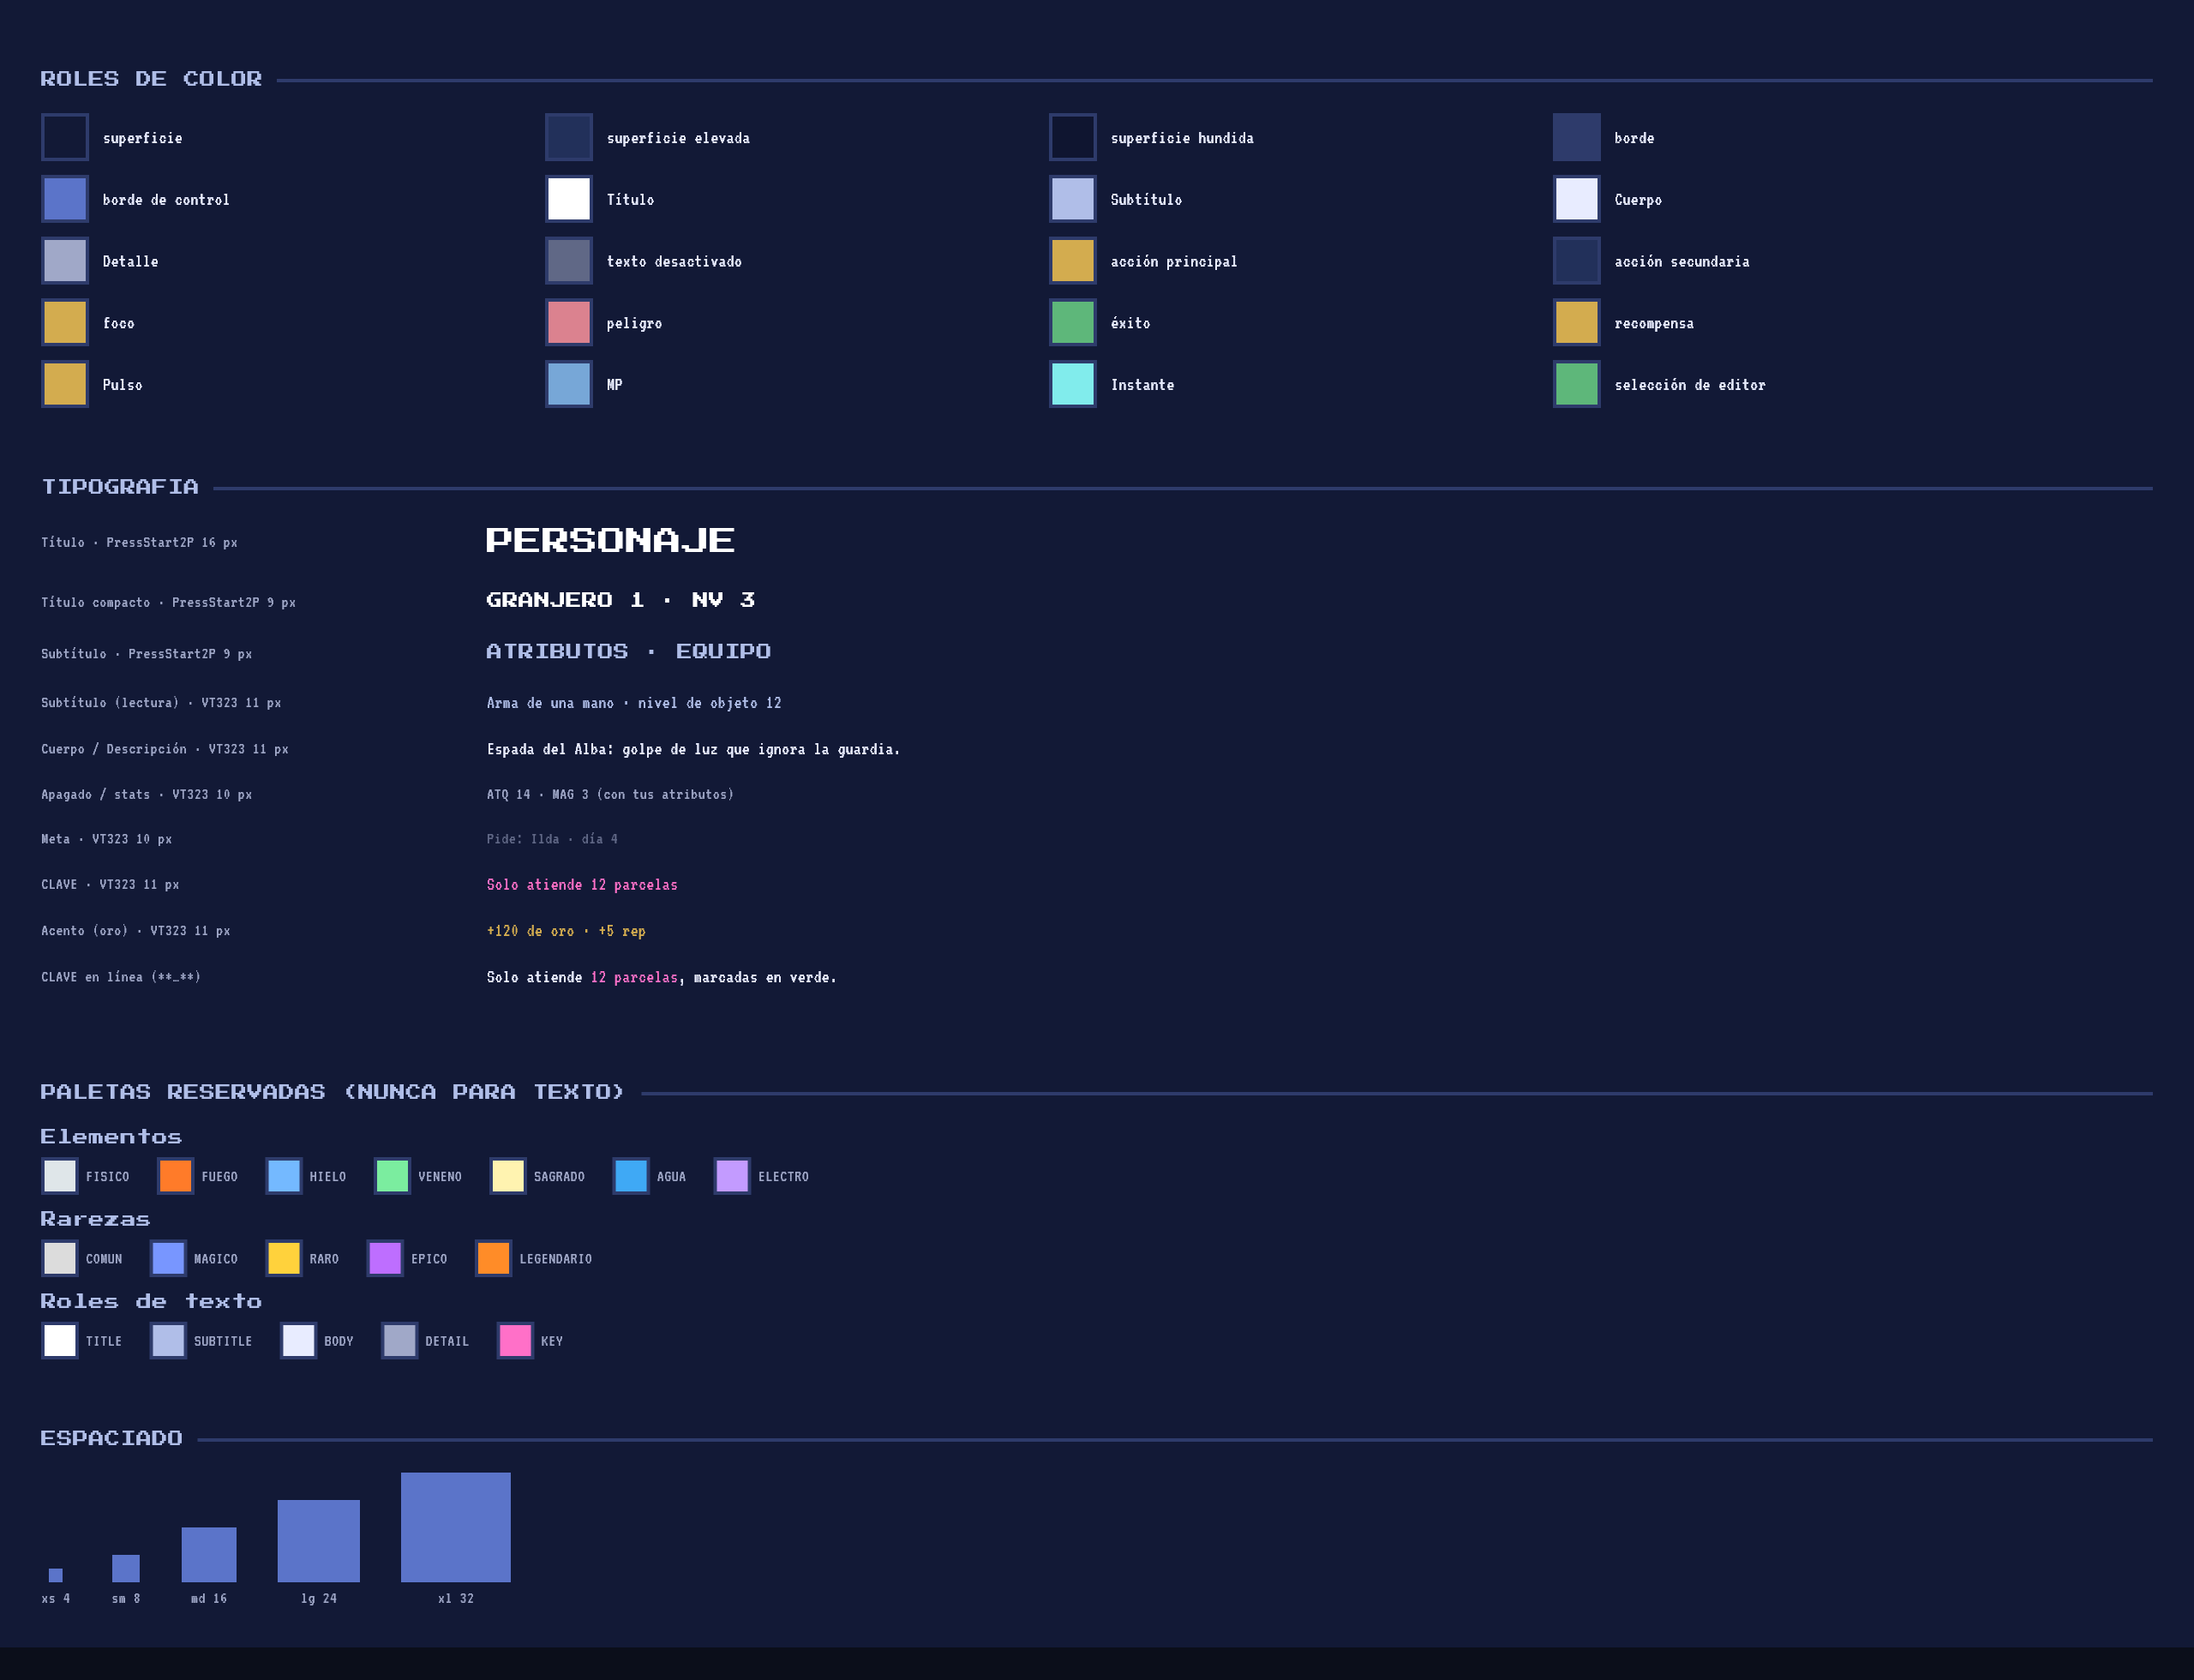 ROLES DE COLOR
superficie
superficie elevada
superficie hundida
borde
borde de control
Título
Subtítulo
Cuerpo
Detalle
texto desactivado
acción principal
acción secundaria
foco
peligro
éxito
recompensa
Pulso
MP
Instante
selección de editor
TIPOGRAFIA
Título · PressStart2P 16 px
PERSONAJE
Título compacto · PressStart2P 9 px
GRANJERO 1 · NV 3
Subtítulo · PressStart2P 9 px
ATRIBUTOS · EQUIPO
Subtítulo (lectura) · VT323 11 px
Arma de una mano · nivel de objeto 12
Cuerpo / Descripción · VT323 11 px
Espada del Alba: golpe de luz que ignora la guardia.
Apagado / stats · VT323 10 px
ATQ 14 · MAG 3 (con tus atributos)
Meta · VT323 10 px
Pide: Ilda · día 4
CLAVE · VT323 11 px
Solo atiende 12 parcelas
Acento (oro) · VT323 11 px
+120 de oro · +5 rep
CLAVE en línea (**…**)
Solo atiende 12 parcelas, marcadas en verde.
PALETAS RESERVADAS (NUNCA PARA TEXTO)
Elementos
FISICO
FUEGO
HIELO
VENENO
SAGRADO
AGUA
ELECTRO
Rarezas
COMUN
MAGICO
RARO
EPICO
LEGENDARIO
Roles de texto
TITLE
SUBTITLE
BODY
DETAIL
KEY
ESPACIADO
xs 4
sm 8
md 16
lg 24
xl 32